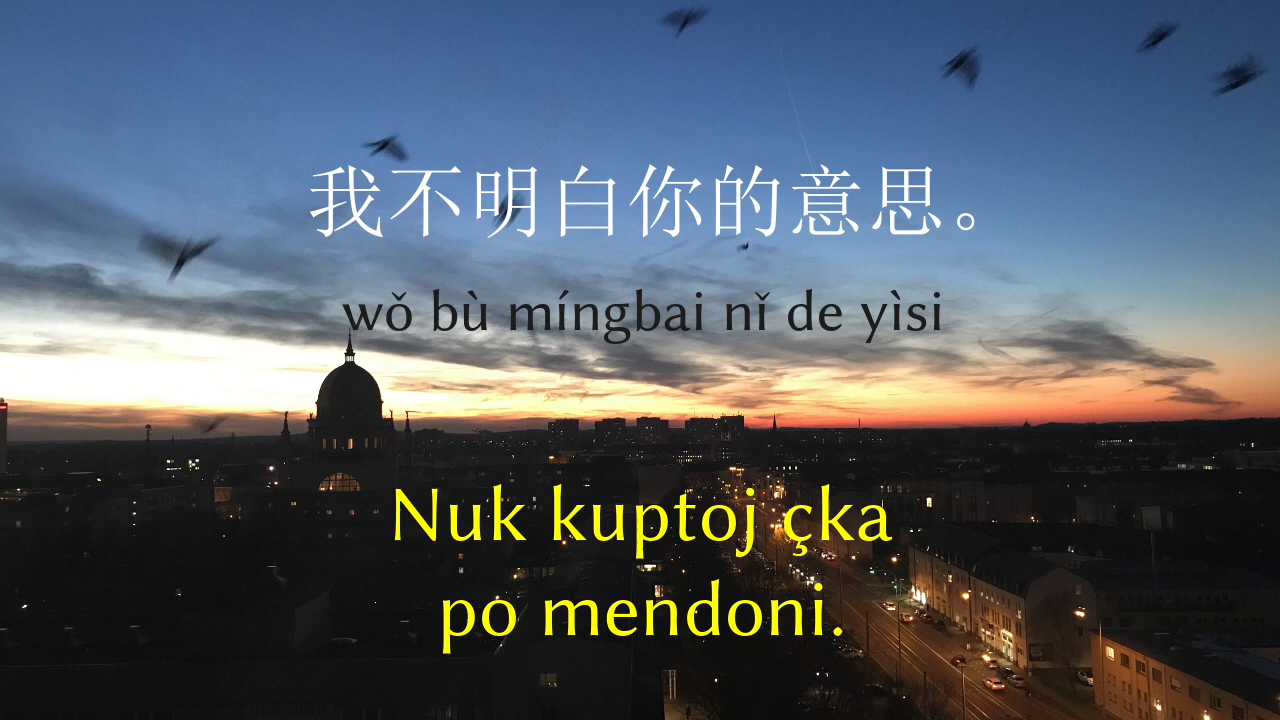 我不明白你的意思。
wǒ bù míngbai nǐ de yìsi
Nuk kuptoj çka
po mendoni.